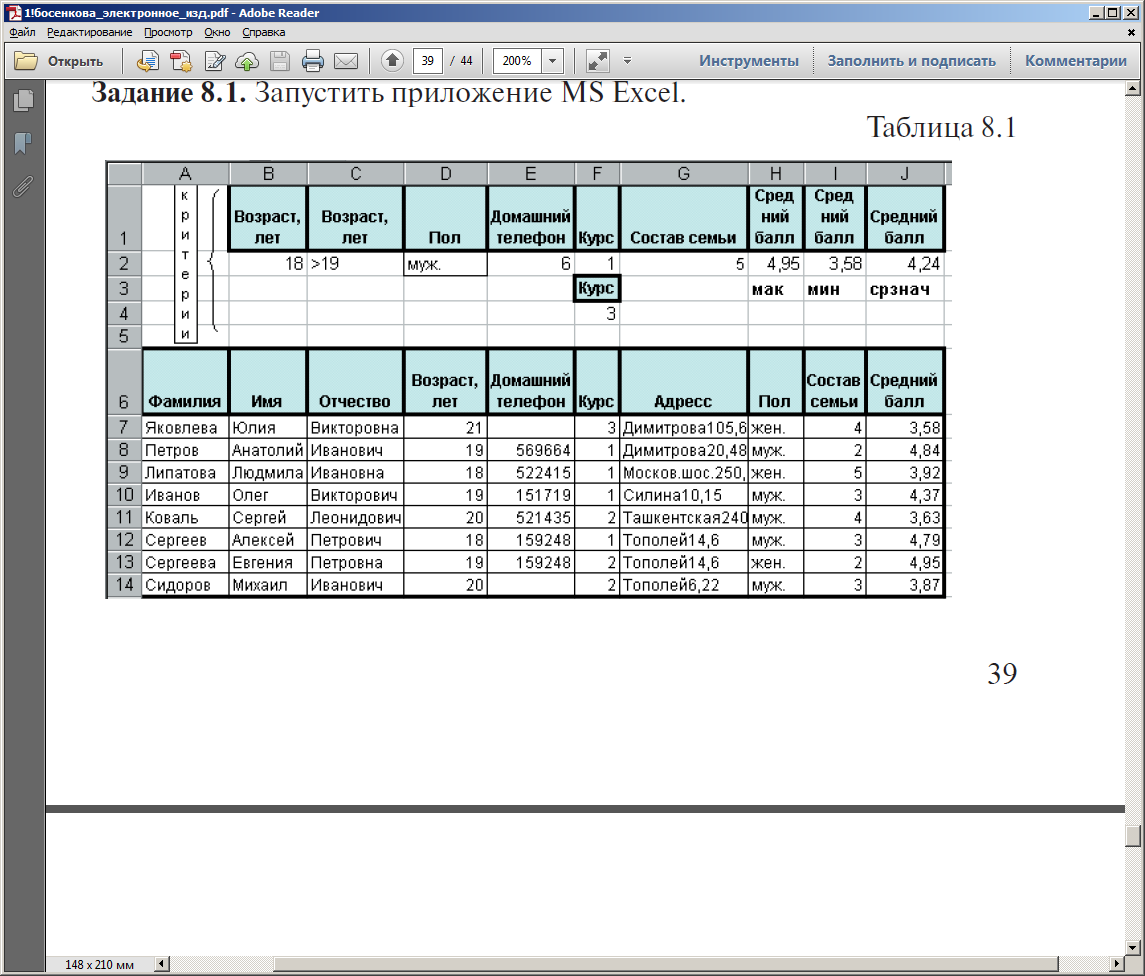 1!босенкова_электронное_изд.pdf - Adobe Reader
Файл Редактирование Просмотр Окно Справка
Открыть 39 / 44 200% Инструменты Заполнить и подписать Комментарии
Задание 8.1. Запустить приложение MS Excel.
Таблица 8.1
A B C D E F G H I J
критерии
1 Возраст, лет Возраст, лет Пол Домашний телефон Курс Состав семьи Сред ний балл Сред ний балл Средний балл
2 18 >19 муж. 6 1 5 4,95 3,58 4,24
3 Курс мак мин срзнач
4 3
5
6 Фамилия Имя Отчество Возраст, лет Домашний телефон Курс Адресс Пол Состав семьи Средний балл
7 Яковлева Юлия Викторовна 21 3 Димитрова105,6 жен. 4 3,58
8 Петров Анатолий Иванович 19 569664 1 Димитрова20,48 муж. 2 4,84
9 Липатова Людмила Ивановна 18 522415 1 Москов.шос.250, жен. 5 3,92
10 Иванов Олег Викторович 19 151719 1 Силина10,15 муж. 3 4,37
11 Коваль Сергей Леонидович 20 521435 2 Ташкентская240 муж. 4 3,63
12 Сергеев Алексей Петрович 18 159248 1 Тополей14,6 муж. 3 4,79
13 Сергеева Евгения Петровна 19 159248 2 Тополей14,6 жен. 2 4,95
14 Сидоров Михаил Иванович 20 2 Тополей6,22 муж. 3 3,87
39
148 x 210 мм